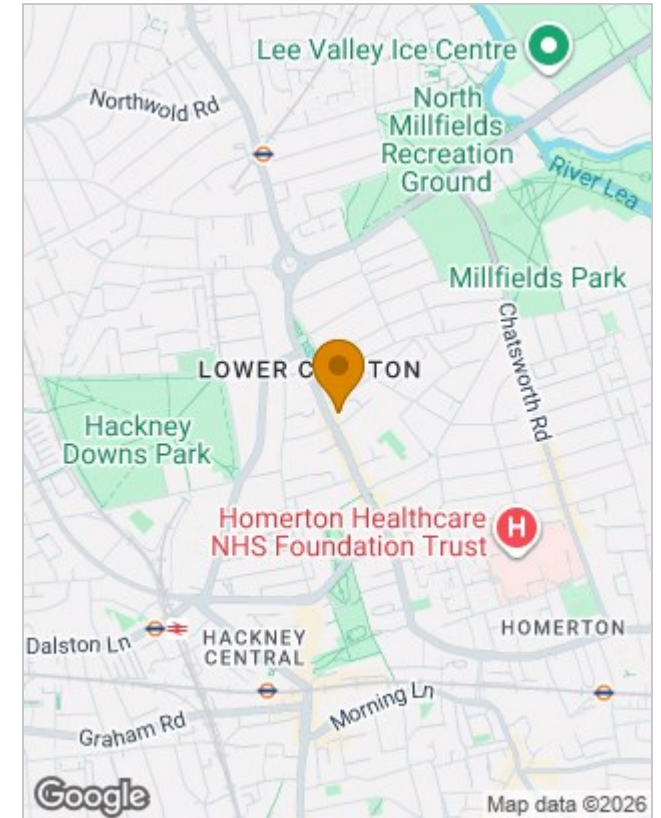 Lee Valley Ice Centre
Northwold Rd
North
Millfields
Recreation
Ground
River Lea
Millfields Park
Chatsworth Rd
LOWER C TON
Hackney
Downs Park
Homerton Healthcare
NHS Foundation Trust
H
HOMERTON
Dalston Ln
HACKNEY
CENTRAL
Morning Ln
Graham Rd
Google
Map data ©2026